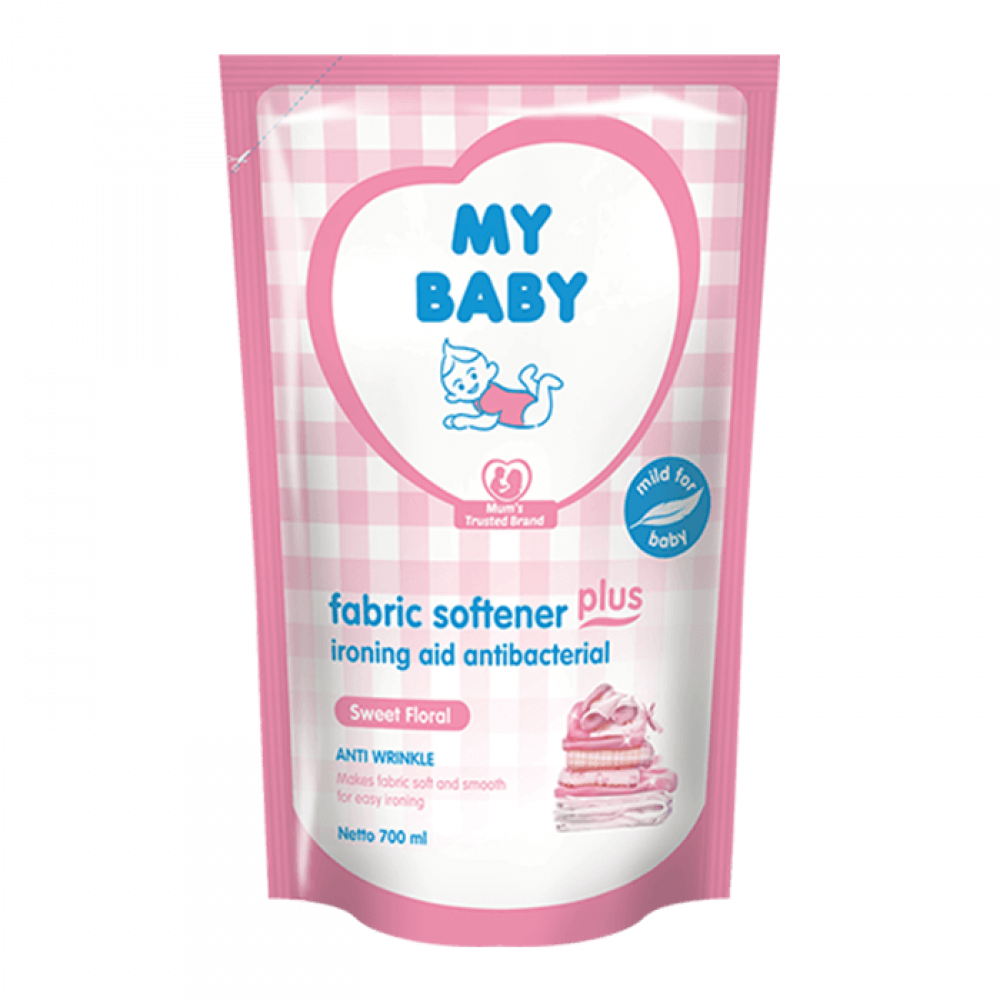 MY
BABY
Mum's
Trusted Brand
mild for
baby
fabric softener plus
ironing aid antibacterial
Sweet Floral
ANTI WRINKLE
Makes fabric soft and smooth
for easy ironing
Netto 700 ml